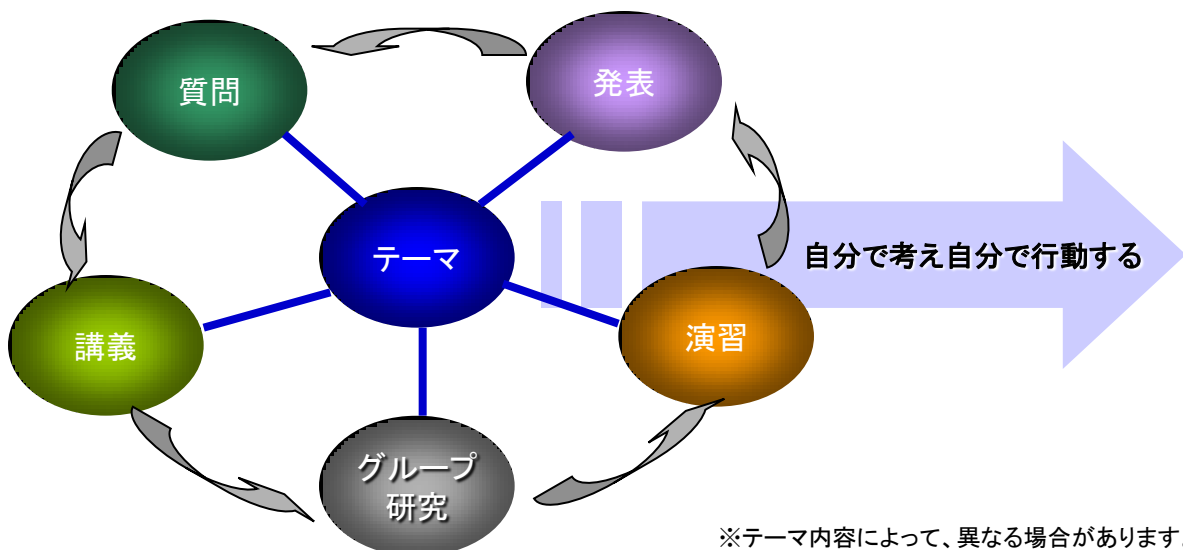 発表
質問
テーマ
自分で考え自分で行動する
講義
演習
グループ
研究
※テーマ内容によって、異なる場合があります。